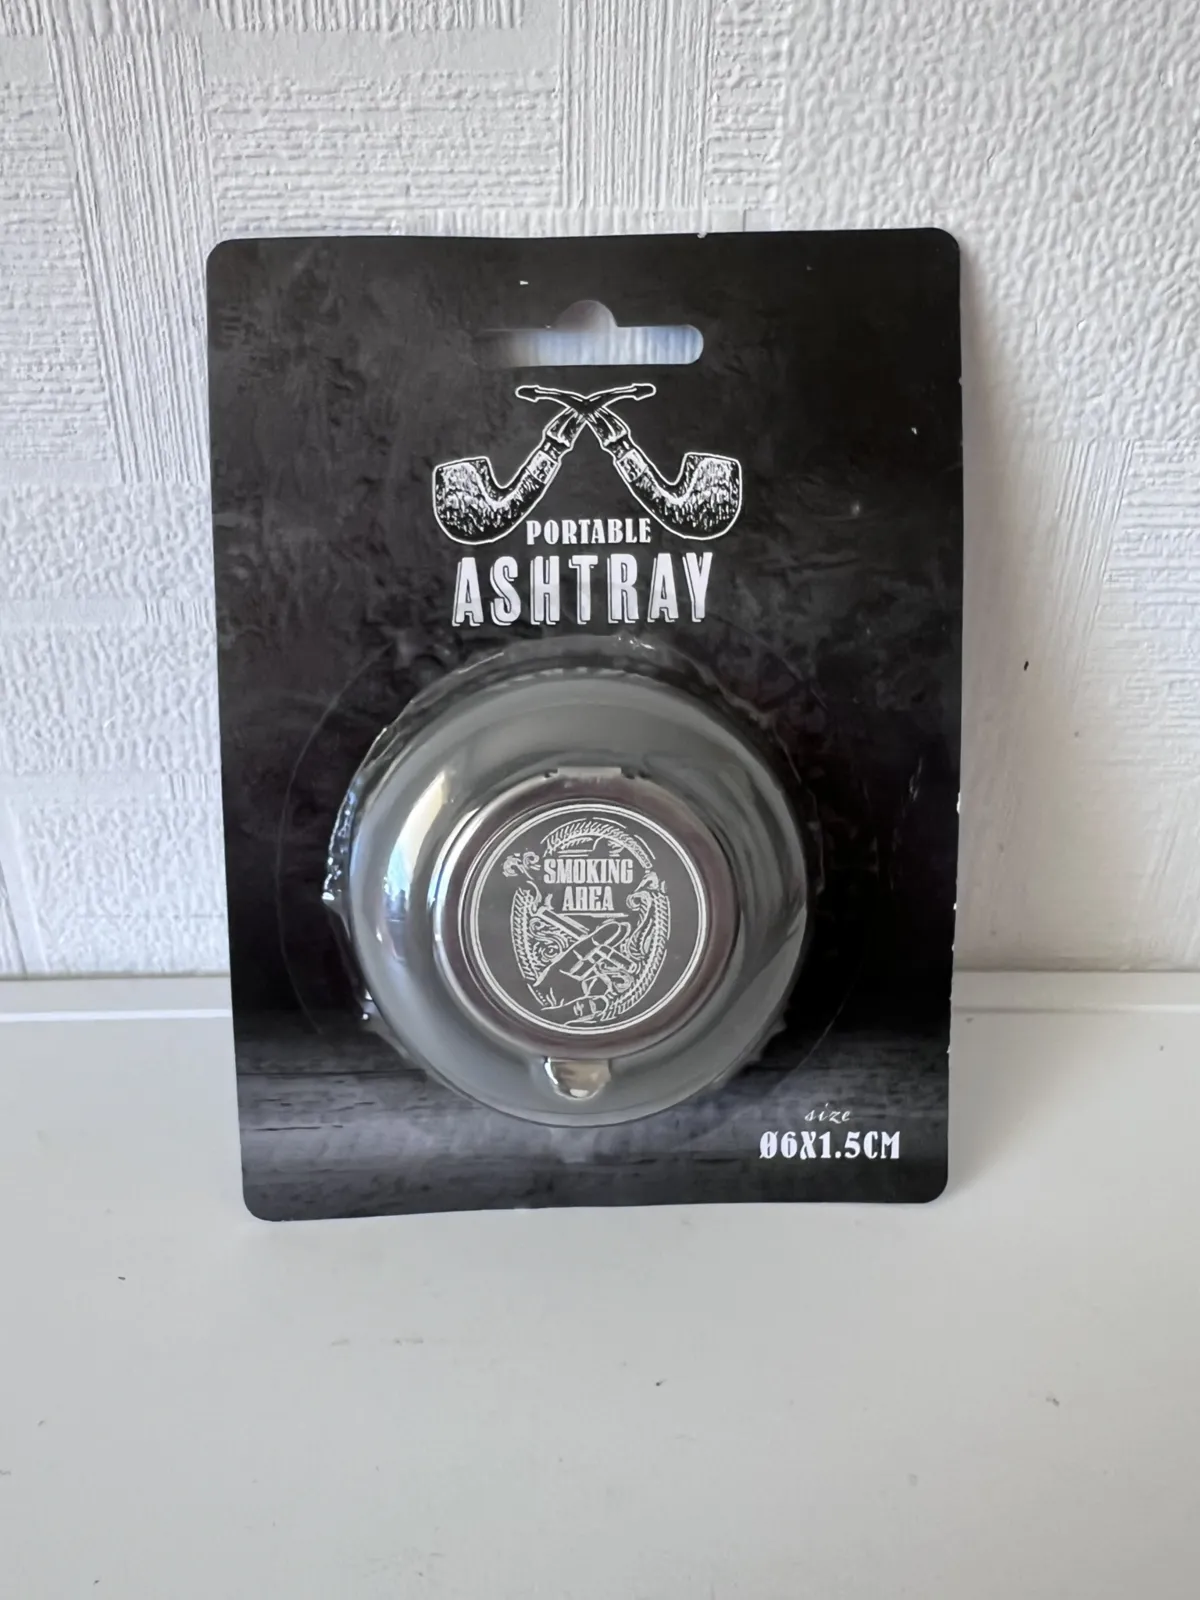 PORTABLE
ASHTRAY
SMOKING
AREA
size
Ø6X1.5CM